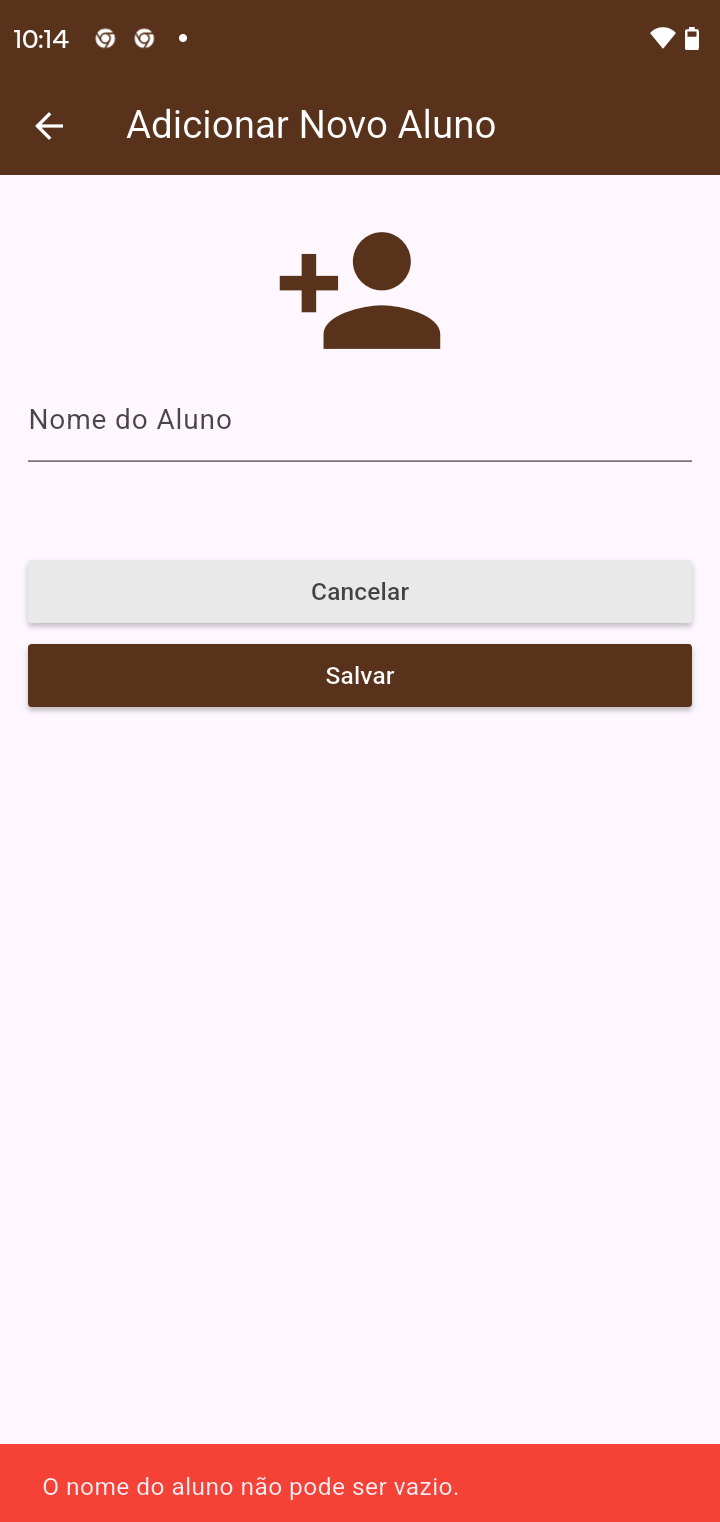 10:14
Adicionar Novo Aluno
Nome do Aluno
Cancelar
Salvar
O nome do aluno não pode ser vazio.